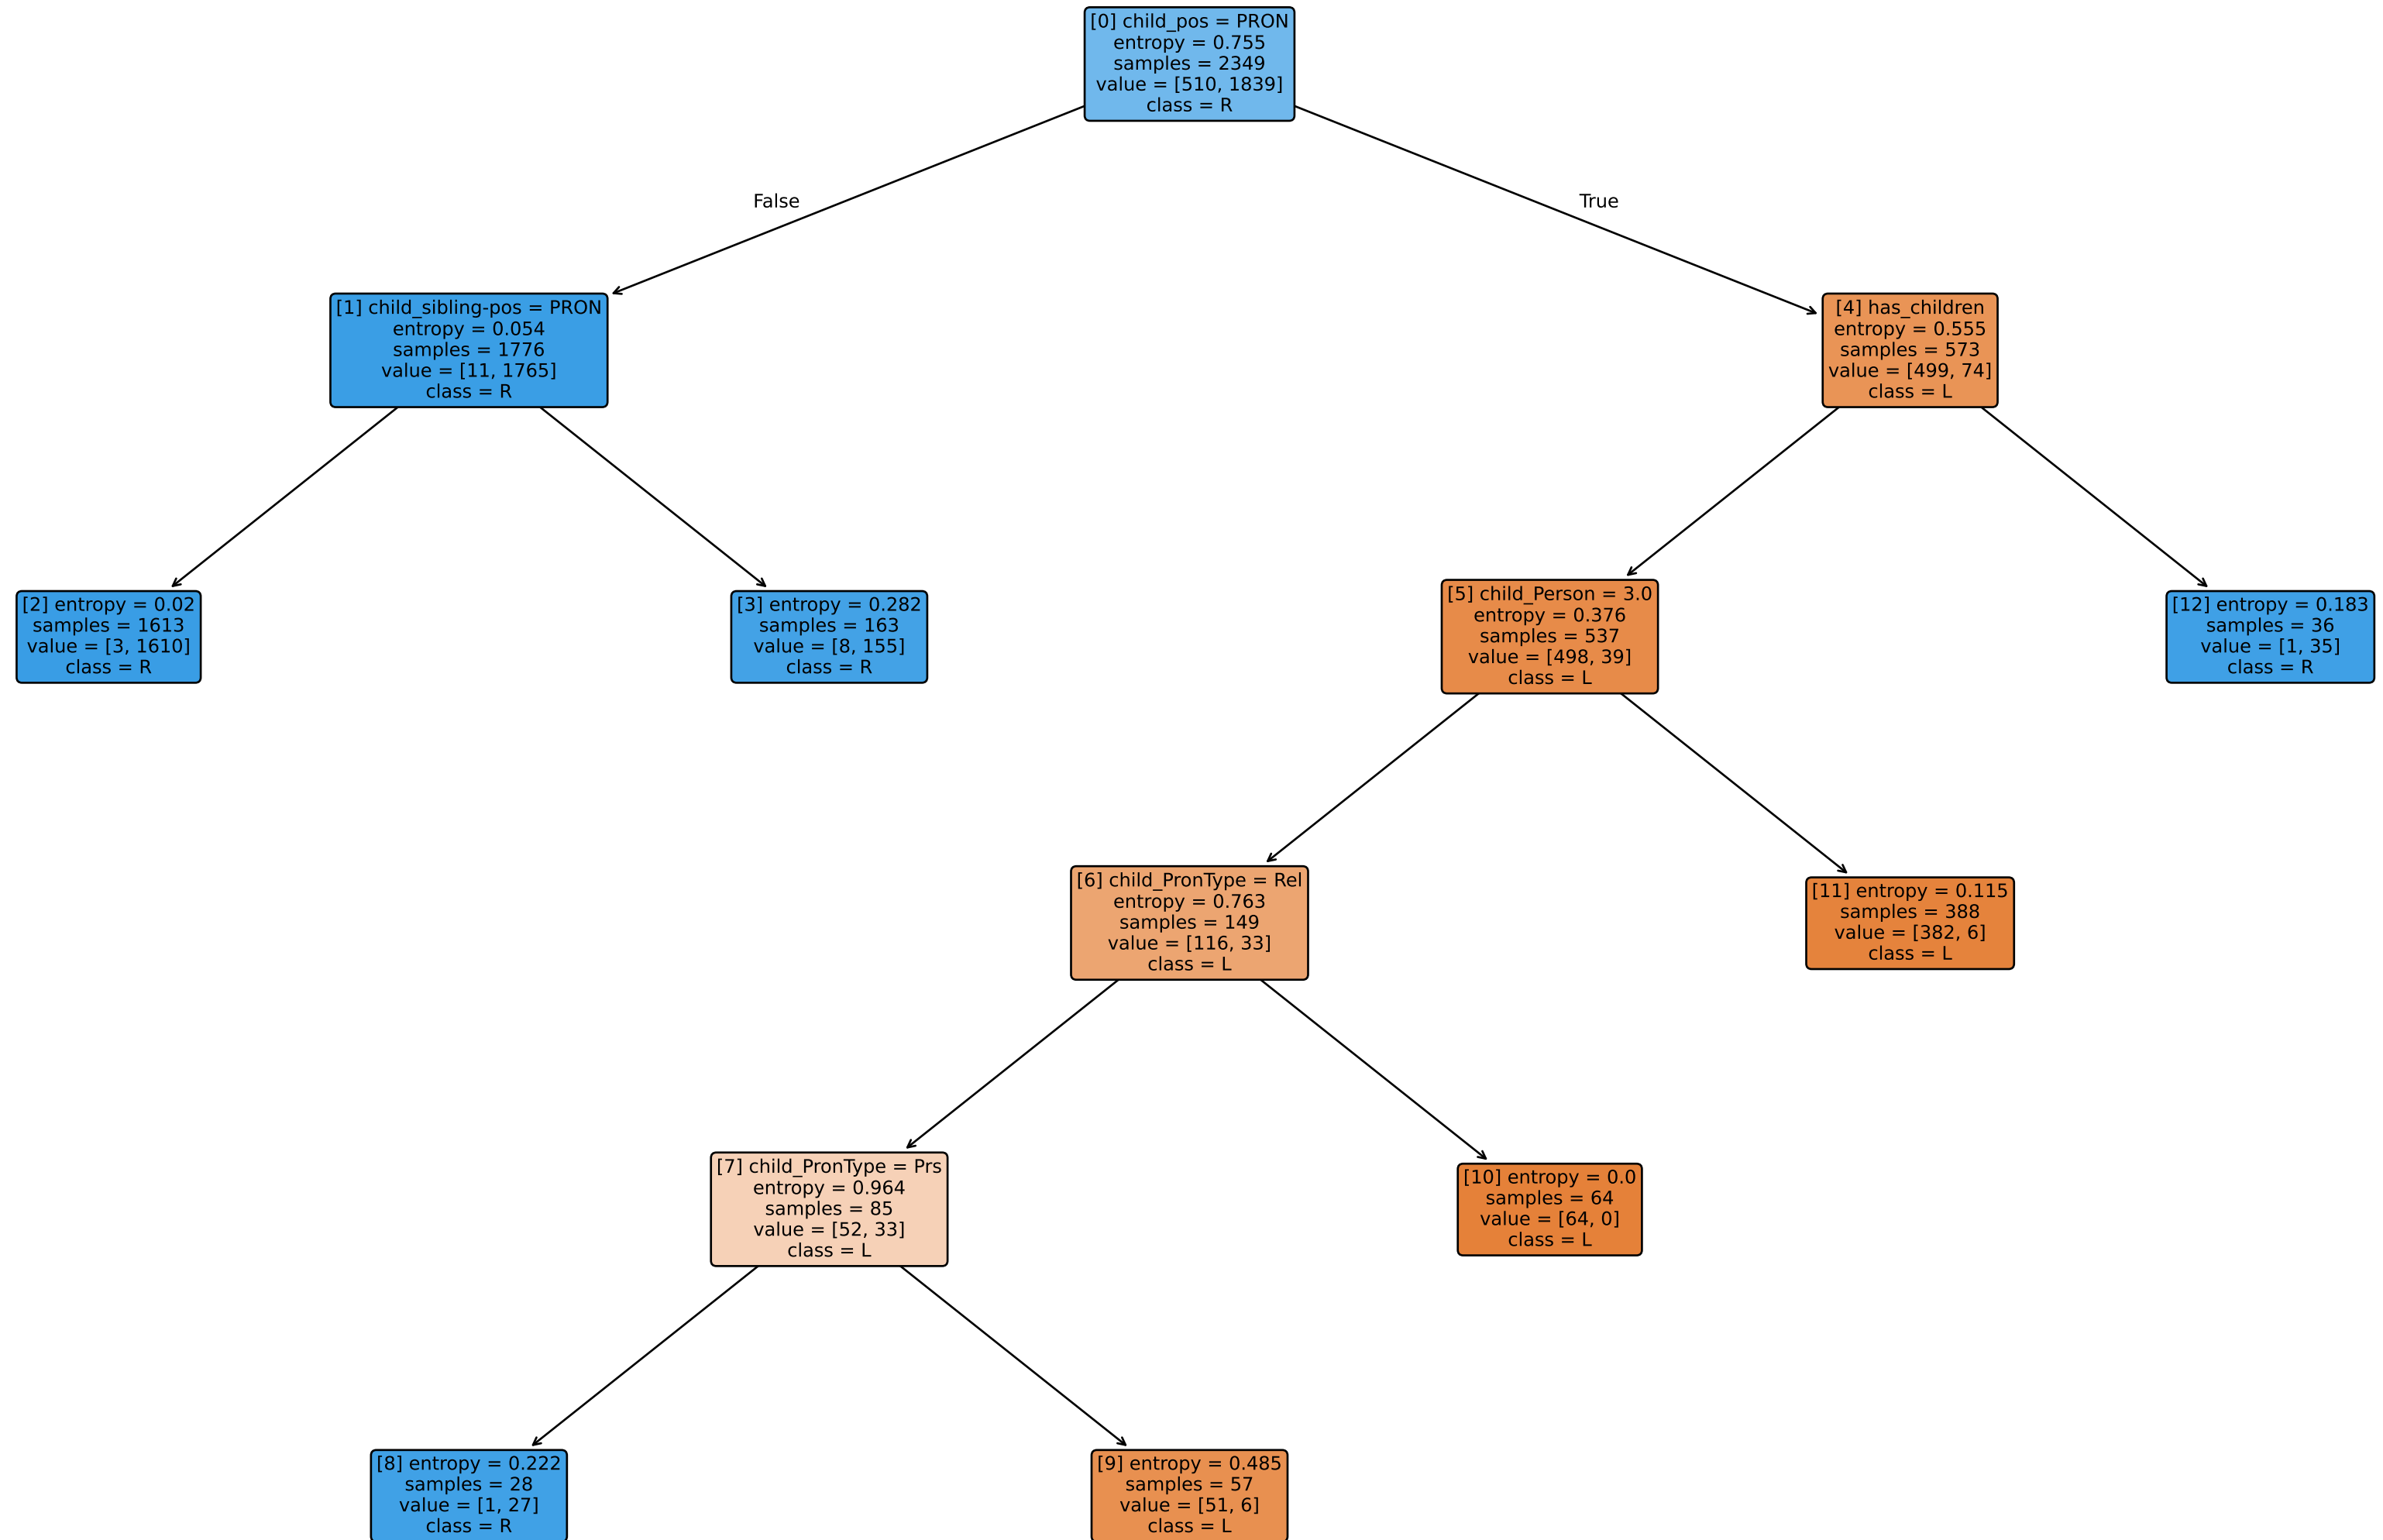 [0] child_pos = PRON
entropy = 0.755
samples = 2349
value = [510, 1839]
class = R
False
True
[1] child_sibling-pos = PRON
entropy = 0.054
samples = 1776
value = [11, 1765]
class = R
[4] has_children
entropy = 0.555
samples = 573
value = [499, 74]
class = L
[2] entropy = 0.02
samples = 1613
value = [3, 1610]
class = R
[3] entropy = 0.282
samples = 163
value = [8, 155]
class = R
[5] child_Person = 3.0
entropy = 0.376
samples = 537
value = [498, 39]
class = L
[12] entropy = 0.183
samples = 36
value = [1, 35]
class = R
[6] child_PronType = Rel
entropy = 0.763
samples = 149
value = [116, 33]
class = L
[11] entropy = 0.115
samples = 388
value = [382, 6]
class = L
[7] child_PronType = Prs
entropy = 0.964
samples = 85
value = [52, 33]
class = L
[10] entropy = 0.0
samples = 64
value = [64, 0]
class = L
[8] entropy = 0.222
samples = 28
value = [1, 27]
class = R
[9] entropy = 0.485
samples = 57
value = [51, 6]
class = L